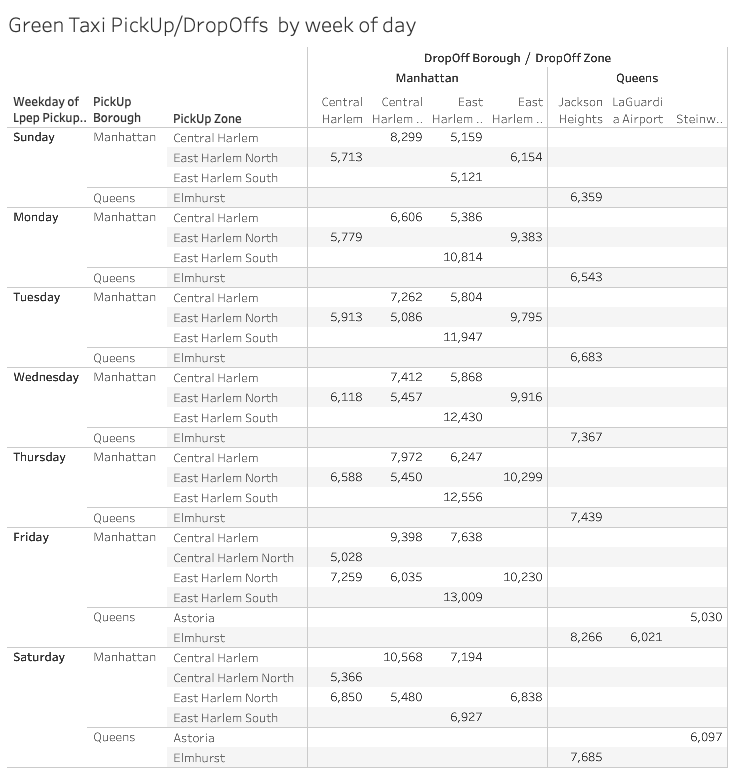 Green Taxi PickUp/DropOffs by week of day
DropOff Borough / DropOff Zone
Manhattan Queens
Weekday of PickUp Central Central East East Jackson LaGuardi
Lpep Pickup.. Borough PickUp Zone Harlem Harlem .. Harlem .. Harlem .. Heights a Airport Steinw..
Sunday Manhattan Central Harlem 8,299 5,159
East Harlem North 5,713 6,154
East Harlem South 5,121
Queens Elmhurst 6,359
Monday Manhattan Central Harlem 6,606 5,386
East Harlem North 5,779 9,383
East Harlem South 10,814
Queens Elmhurst 6,543
Tuesday Manhattan Central Harlem 7,262 5,804
East Harlem North 5,913 5,086 9,795
East Harlem South 11,947
Queens Elmhurst 6,683
Wednesday Manhattan Central Harlem 7,412 5,868
East Harlem North 6,118 5,457 9,916
East Harlem South 12,430
Queens Elmhurst 7,367
Thursday Manhattan Central Harlem 7,972 6,247
East Harlem North 6,588 5,450 10,299
East Harlem South 12,556
Queens Elmhurst 7,439
Friday Manhattan Central Harlem 9,398 7,638
Central Harlem North 5,028
East Harlem North 7,259 6,035 10,230
East Harlem South 13,009
Queens Astoria 5,030
Elmhurst 8,266 6,021
Saturday Manhattan Central Harlem 10,568 7,194
Central Harlem North 5,366
East Harlem North 6,850 5,480 6,838
East Harlem South 6,927
Queens Astoria 6,097
Elmhurst 7,685